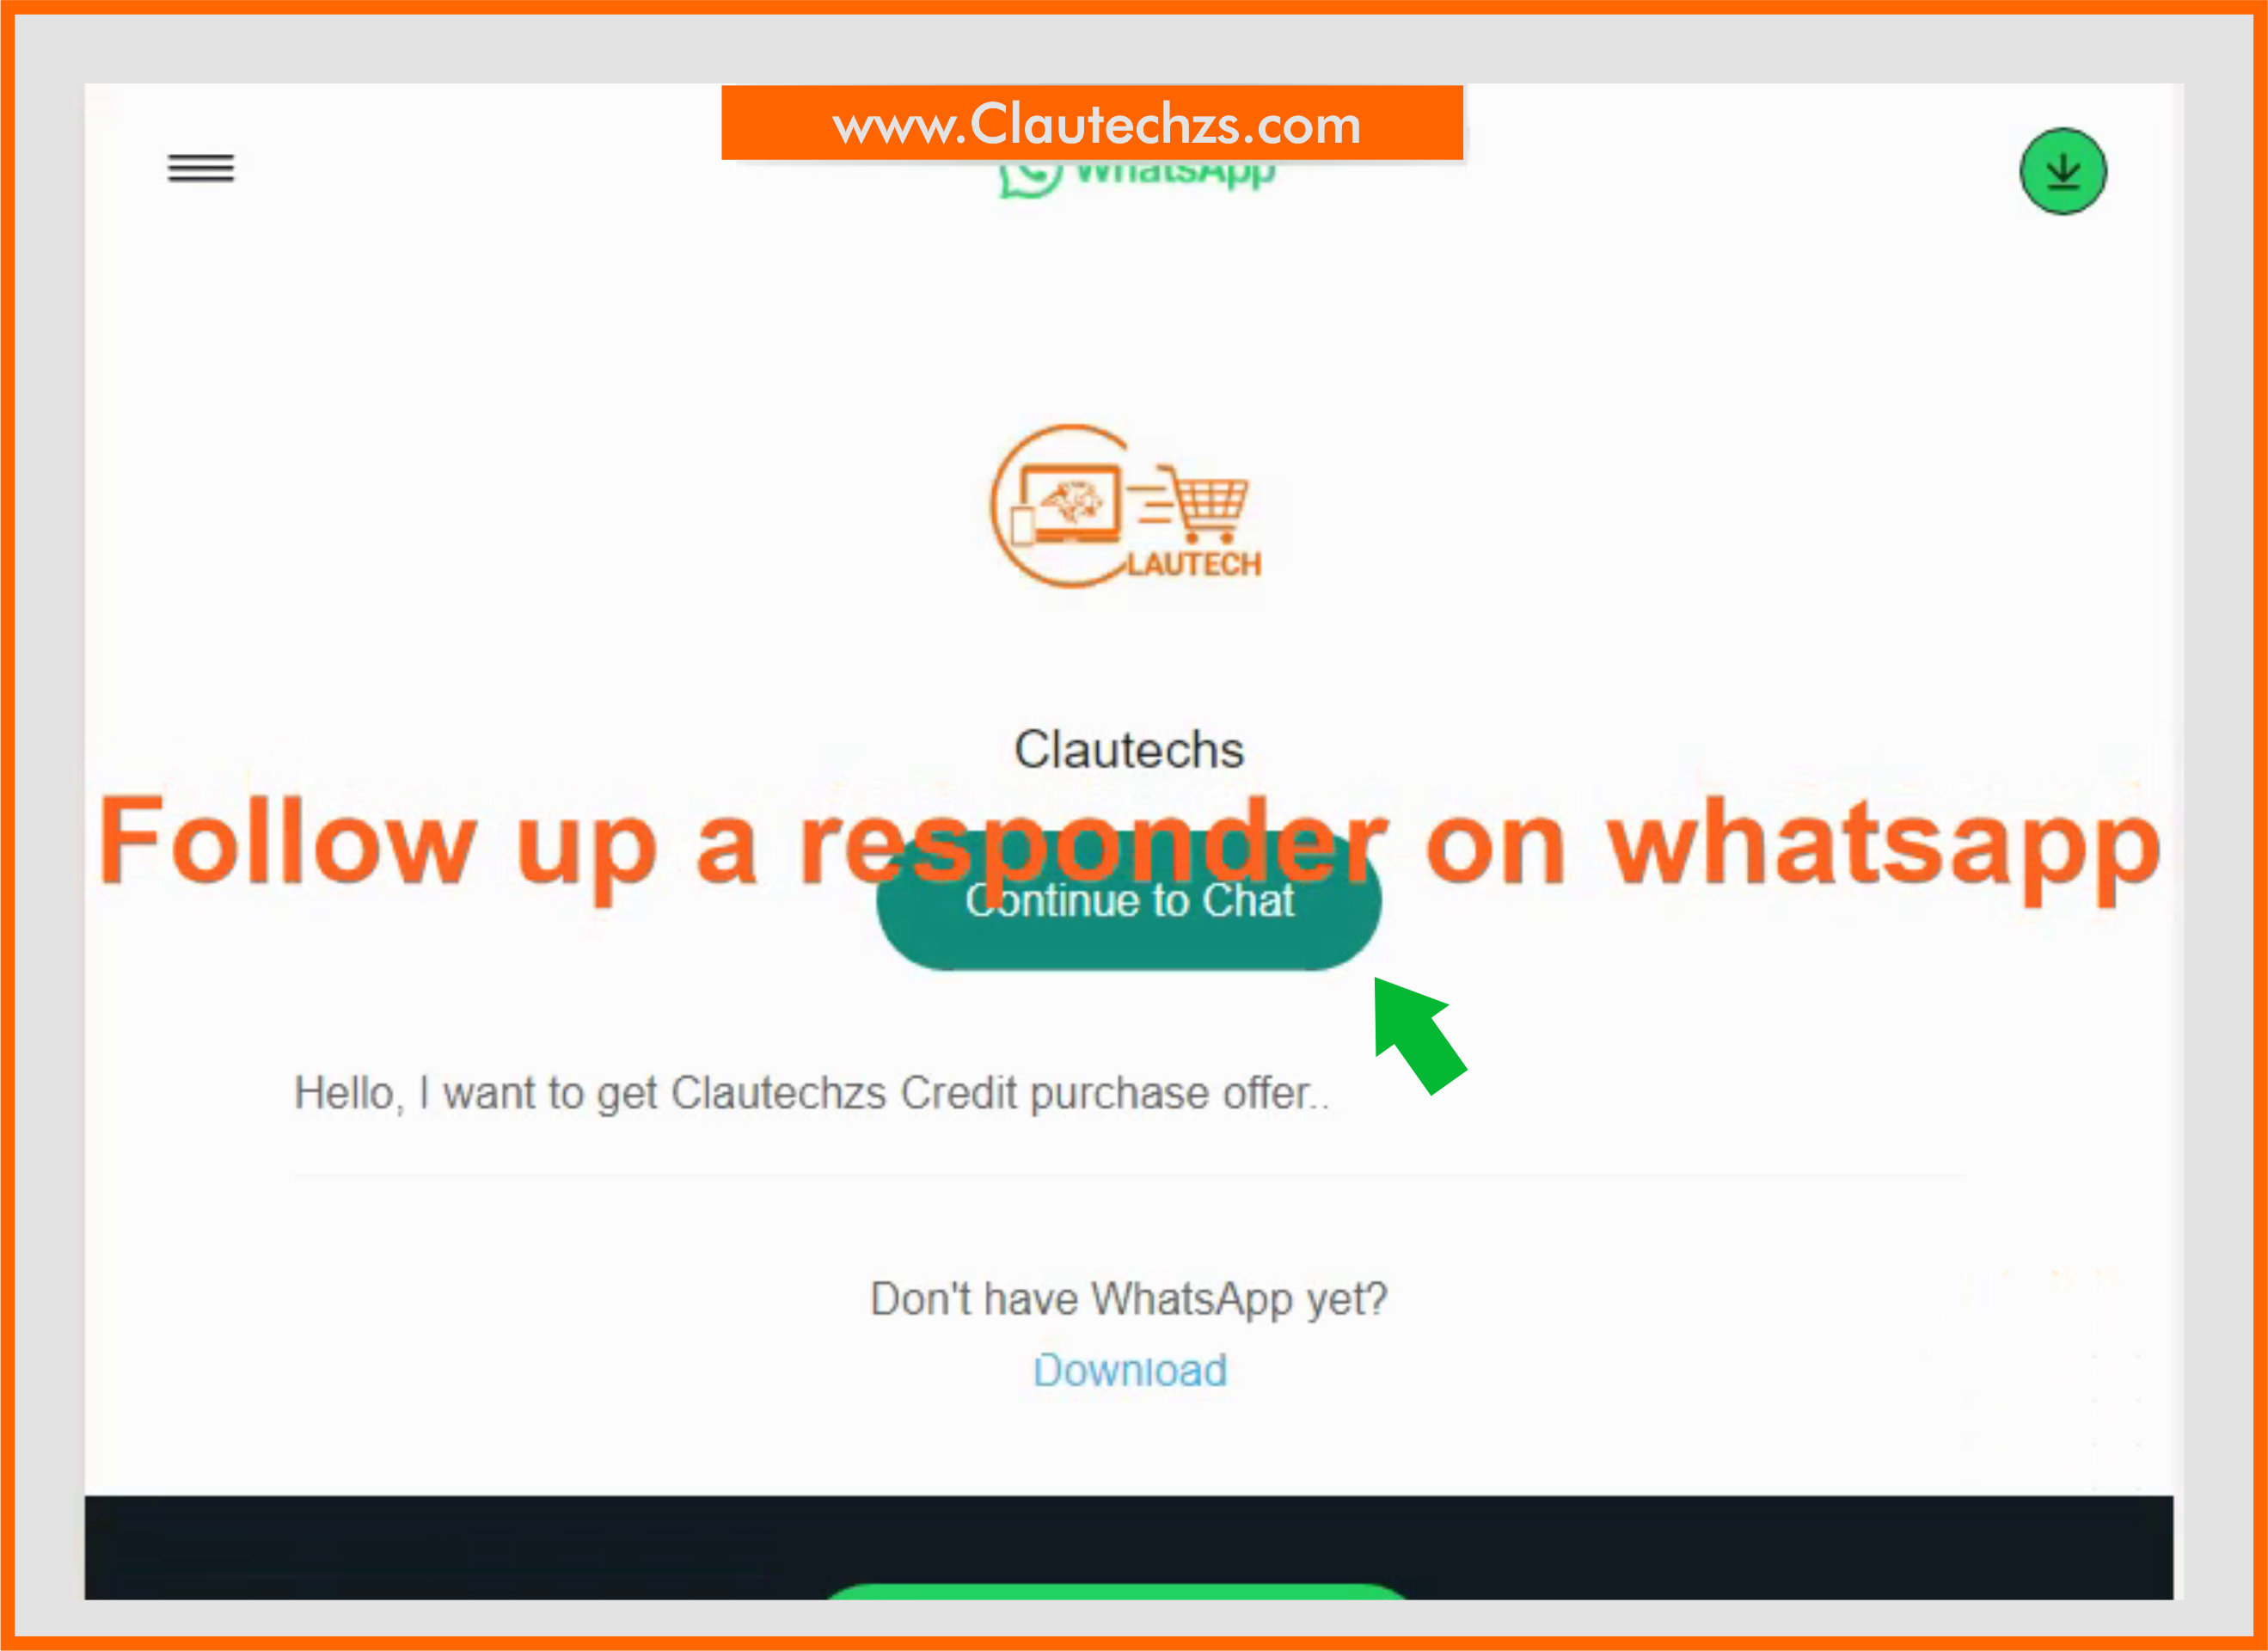 www.Clautechzs.com
WhatsApp
LAUTECH
Clautechs
Follow up a responder on whatsapp
Continue to Chat
Hello, I want to get Clautechzs Credit purchase offer..
Don't have WhatsApp yet?
Download